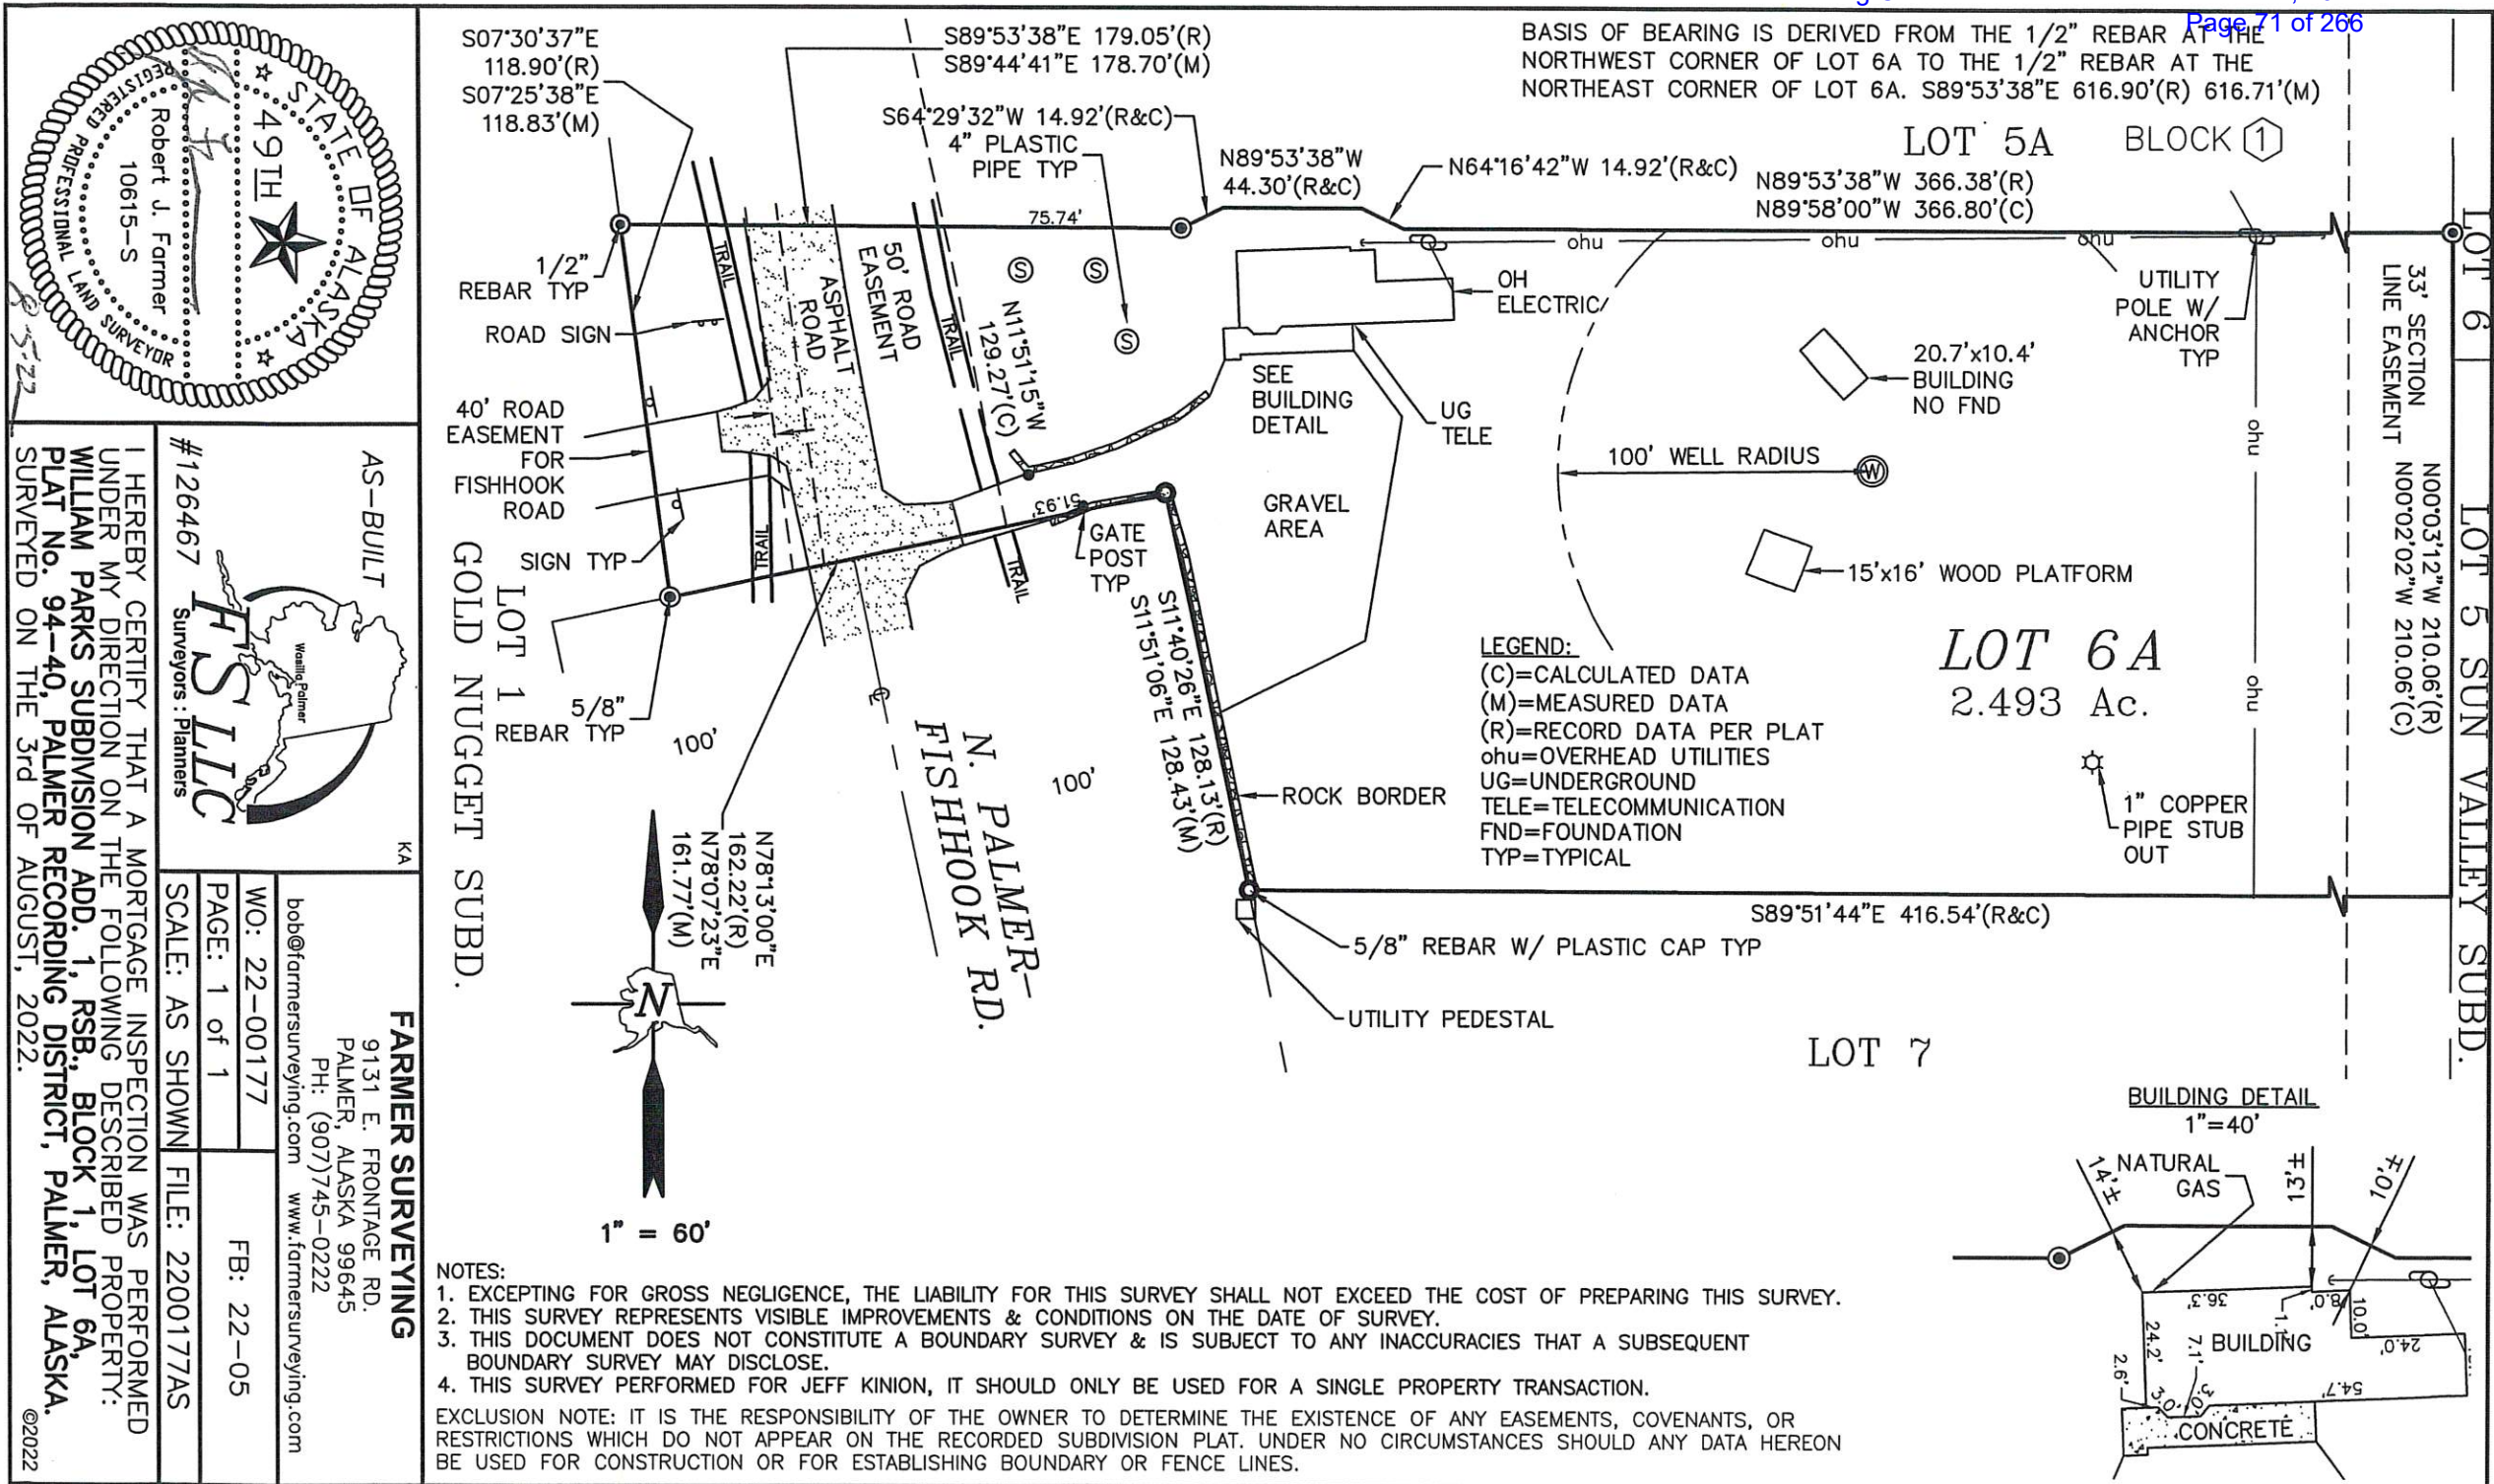 Page 71 of 266
BASIS OF BEARING IS DERIVED FROM THE 1/2" REBAR AT THE
NORTHWEST CORNER OF LOT 6A TO THE 1/2" REBAR AT THE
NORTHEAST CORNER OF LOT 6A. S89°53'38"E 616.90'(R) 616.71'(M)
S07°30'37"E
118.90'(R)
S07°25'38"E
118.83'(M)
S89°53'38"E 179.05'(R)
S89°44'41"E 178.70'(M)
S64°29'32"W 14.92'(R&C)
4" PLASTIC
PIPE TYP
N89°53'38"W
44.30'(R&C)
N64°16'42"W 14.92'(R&C)
LOT 5A
BLOCK 1
N89°53'38"W 366.38'(R)
N89°58'00"W 366.80'(C)
75.74'
ohu
ohu
ohu
1/2"
REBAR TYP
ROAD SIGN
TRAIL
ASPHALT
ROAD
50' ROAD
EASEMENT
TRAIL
N11°51'15"W
129.27'(C)
S
S
S
OH
ELECTRIC
UTILITY
POLE W/
ANCHOR
TYP
33' SECTION
LINE EASEMENT
N00°03'12"W 210.06'(R)
N00°02'02"W 210.06'(C)
LOT 6
LOT 5 SUN VALLEY SUBD.
20.7'x10.4'
BUILDING
NO FND
SEE
BUILDING
DETAIL
UG
TELE
ohu
40' ROAD
EASEMENT
FOR
FISHHOOK
ROAD
100' WELL RADIUS
W
SIGN TYP
TRAIL
51.93'
GATE
POST
TYP
TRAIL
GRAVEL
AREA
15'x16' WOOD PLATFORM
S11°40'26"E 128.13'(R)
S11°51'06"E 128.43'(M)
LOT 1
GOLD NUGGET SUBD.
5/8"
REBAR TYP
100'
N. PALMER-
FISHHOOK RD.
100'
LEGEND:
(C)=CALCULATED DATA
(M)=MEASURED DATA
(R)=RECORD DATA PER PLAT
ohu=OVERHEAD UTILITIES
UG=UNDERGROUND
TELE=TELECOMMUNICATION
FND=FOUNDATION
TYP=TYPICAL
LOT 6A
2.493 Ac.
ohu
1" COPPER
PIPE STUB
OUT
ROCK BORDER
N78°13'00"E
162.22'(R)
N78°07'23"E
161.77'(M)
S89°51'44"E 416.54'(R&C)
5/8" REBAR W/ PLASTIC CAP TYP
UTILITY PEDESTAL
N
1" = 60'
LOT 7
BUILDING DETAIL
1"=40'
14'±
NATURAL
GAS
13'±
10'±
36.3'
1.1'
8.0'
10.0'
24.0'
24.2'
7.1'
BUILDING
2.6'
3.0'
3.0'
54.7'
CONCRETE
NOTES:
1. EXCEPTING FOR GROSS NEGLIGENCE, THE LIABILITY FOR THIS SURVEY SHALL NOT EXCEED THE COST OF PREPARING THIS SURVEY.
2. THIS SURVEY REPRESENTS VISIBLE IMPROVEMENTS & CONDITIONS ON THE DATE OF SURVEY.
3. THIS DOCUMENT DOES NOT CONSTITUTE A BOUNDARY SURVEY & IS SUBJECT TO ANY INACCURACIES THAT A SUBSEQUENT
BOUNDARY SURVEY MAY DISCLOSE.
4. THIS SURVEY PERFORMED FOR JEFF KINION, IT SHOULD ONLY BE USED FOR A SINGLE PROPERTY TRANSACTION.
EXCLUSION NOTE: IT IS THE RESPONSIBILITY OF THE OWNER TO DETERMINE THE EXISTENCE OF ANY EASEMENTS, COVENANTS, OR
RESTRICTIONS WHICH DO NOT APPEAR ON THE RECORDED SUBDIVISION PLAT. UNDER NO CIRCUMSTANCES SHOULD ANY DATA HEREON
BE USED FOR CONSTRUCTION OR FOR ESTABLISHING BOUNDARY OR FENCE LINES.
STATE OF ALASKA
49TH
Robert J. Farmer
10615-S
REGISTERED PROFESSIONAL LAND SURVEYOR
AS-BUILT
#126467
Wasilla Palmer
FS LLC
Surveyors : Planners
KA
I HEREBY CERTIFY THAT A MORTGAGE INSPECTION WAS PERFORMED
UNDER MY DIRECTION ON THE FOLLOWING DESCRIBED PROPERTY:
WILLIAM PARKS SUBDIVISION ADD. 1, RSB., BLOCK 1, LOT 6A,
PLAT No. 94-40, PALMER RECORDING DISTRICT, PALMER, ALASKA.
SURVEYED ON THE 3rd OF AUGUST, 2022.
FARMER SURVEYING
9131 E. FRONTAGE RD.
PALMER, ALASKA 99645
PH: (907)745-0222
bob@farmersurveying.com www.farmersurveying.com
WO: 22-00177
PAGE: 1 of 1
FB: 22-05
SCALE: AS SHOWN
FILE: 2200177AS
©2022